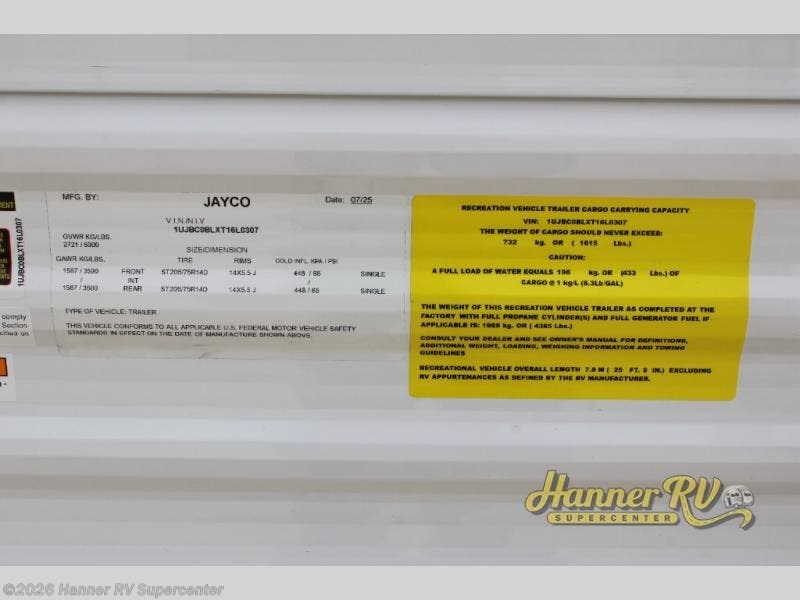 MENT
1UJBC0BLXT16L0307
comply
Section
MFG. BY:
JAYCO
Date: 07/25
V.I.N./N.I.V
1UJBC0BLXT16L0307
GVWR KG/LBS.
2721 / 6000
SIZE/DIMENSION
GAWR KG/LBS. TIRE RIMS COLD INFL. KPA / PSI
1587 / 3500 FRONT ST205/75R14D 14X5.5 J 448 / 65 SINGLE
INT
1587 / 3500 REAR ST205/75R14D 14X5.5 J 448 / 65 SINGLE
TYPE OF VEHICLE: TRAILER
THIS VEHICLE CONFORMS TO ALL APPLICABLE U.S. FEDERAL MOTOR VEHICLE SAFETY
STANDARDS IN EFFECT ON THE DATE OF MANUFACTURE SHOWN ABOVE.
RECREATION VEHICLE TRAILER CARGO CARRYING CAPACITY
VIN: 1UJBC0BLXT16L0307
THE WEIGHT OF CARGO SHOULD NEVER EXCEED:
732 kg. OR ( 1615 Lbs.)
CAUTION:
A FULL LOAD OF WATER EQUALS 196 kg. OR (433 Lbs.) OF
CARGO @ 1 kg/L (8.3Lb/GAL)
THE WEIGHT OF THIS RECREATION VEHICLE TRAILER AS COMPLETED AT THE
FACTORY WITH FULL PROPANE CYLINDER(S) AND FULL GENERATOR FUEL IF
APPLICABLE IS: 1989 kg. OR ( 4385 Lbs.)
CONSULT YOUR DEALER AND SEE OWNER'S MANUAL FOR DEFINITIONS,
ADDITIONAL WEIGHT, LOADING, WEIGHING INFORMATION AND TOWING
GUIDELINES
RECREATIONAL VEHICLE OVERALL LENGTH 7.8 M ( 25 FT. 8 IN.) EXCLUDING
RV APPURTENANCES AS DEFINED BY THE RV MANUFACTURER.
Hanner RV
SUPERCENTER
©2026 Hanner RV Supercenter